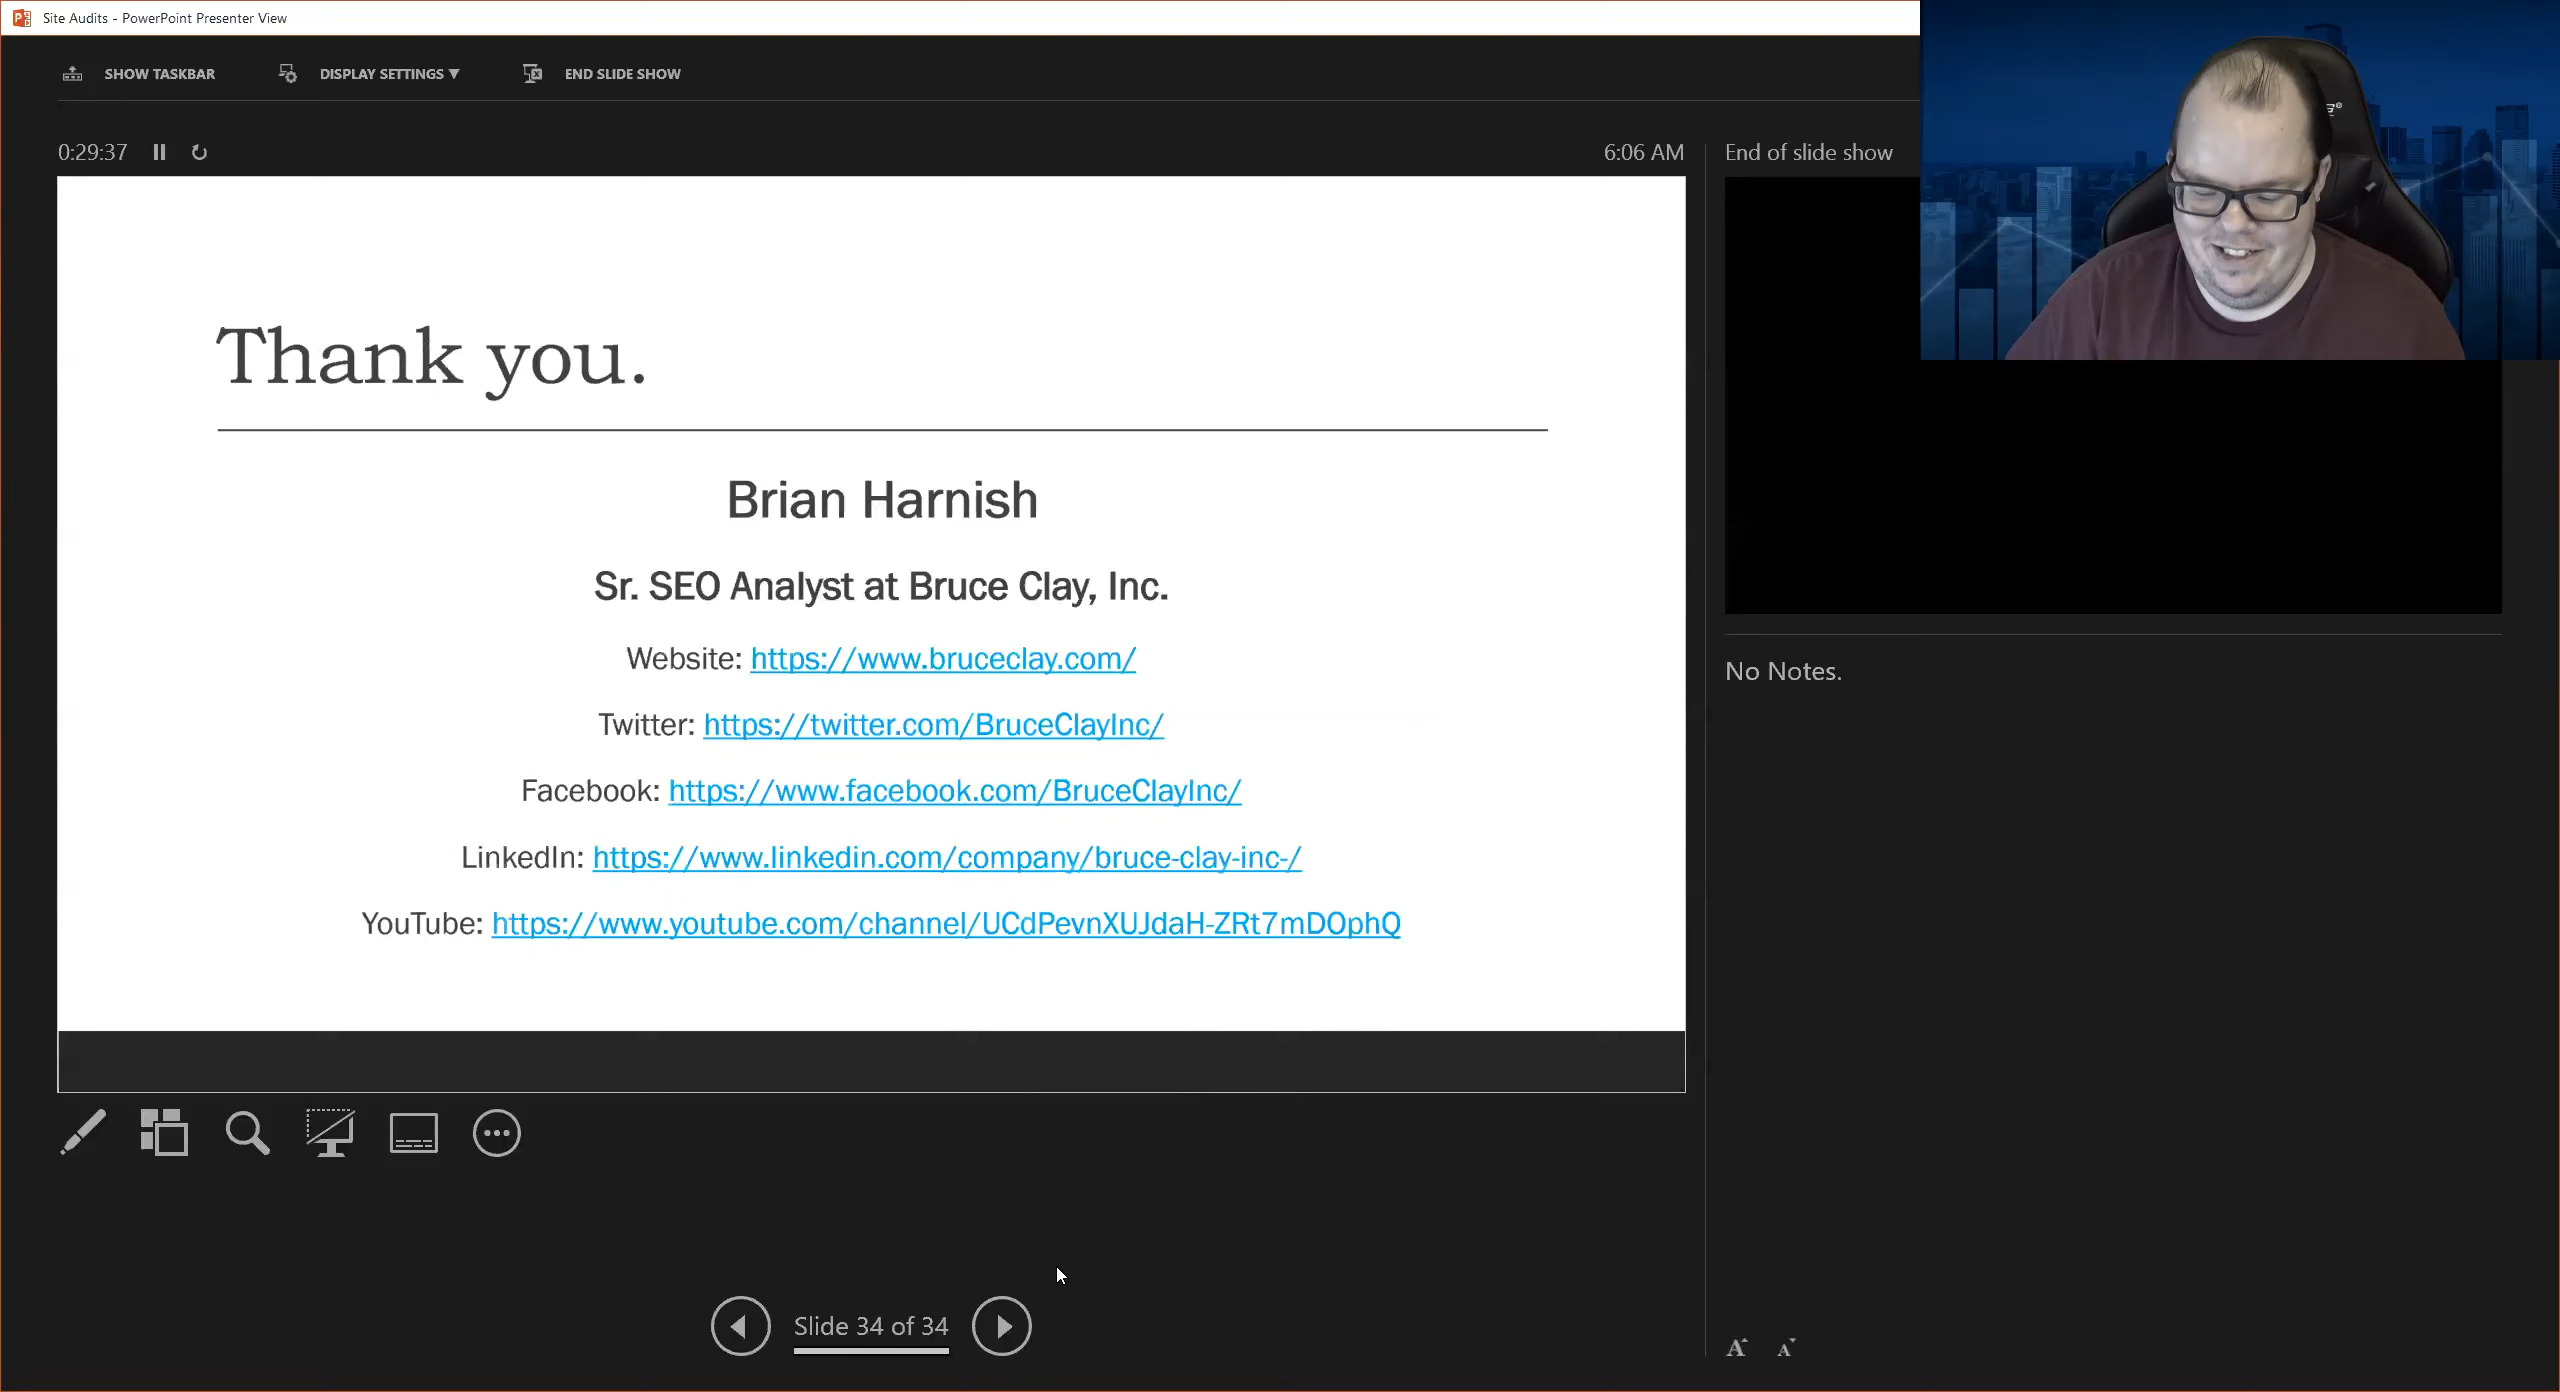 Site Audits - PowerPoint Presenter View
SHOW TASKBAR
DISPLAY SETTINGS ▼
END SLIDE SHOW
0:29:37
6:06 AM
End of slide show
Thank you.
Brian Harnish
Sr. SEO Analyst at Bruce Clay, Inc.
Website: https://www.bruceclay.com/
Twitter: https://twitter.com/BruceClayInc/
Facebook: https://www.facebook.com/BruceClayInc/
LinkedIn: https://www.linkedin.com/company/bruce-clay-inc-/
YouTube: https://www.youtube.com/channel/UCdPevnXUJdaH-ZRt7mDOphQ
No Notes.
Slide 34 of 34
A A